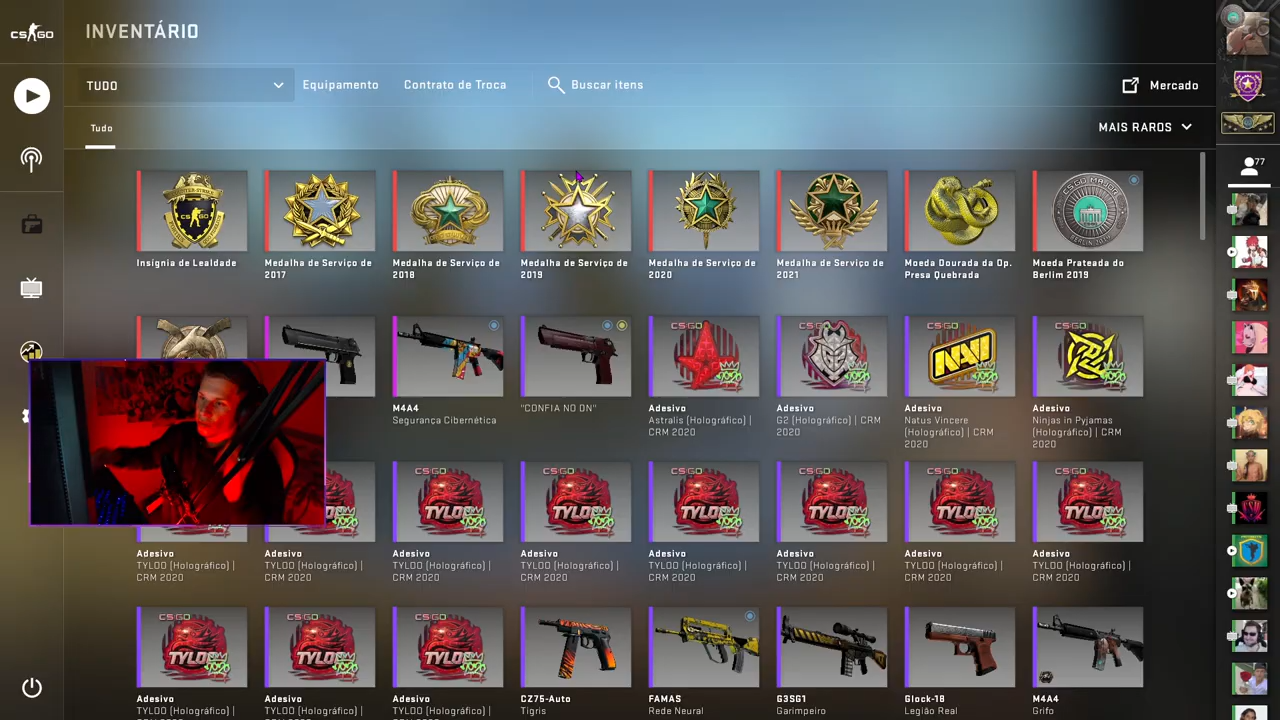 CS GO
INVENTÁRIO
TUDO
Equipamento
Contrato de Troca
Buscar itens
Mercado
Tudo
MAIS RAROS
77
Insígnia de Lealdade
Medalha de Serviço de
2017
Medalha de Serviço de
2018
Medalha de Serviço de
2019
Medalha de Serviço de
2020
Medalha de Serviço de
2021
Moeda Dourada da Op.
Presa Quebrada
Moeda Prateada do
Berlim 2019
M4A4
Segurança Cibernética
"CONFIA NO DN"
Adesivo
Astralis (Holográfico) |
CRM 2020
Adesivo
G2 (Holográfico) | CRM
2020
Adesivo
Natus Vincere
(Holográfico) | CRM
2020
Adesivo
Ninjas in Pyjamas
(Holográfico) | CRM
2020
Adesivo
TYLOO (Holográfico) |
CRM 2020
Adesivo
TYLOO (Holográfico) |
CRM 2020
Adesivo
TYLOO (Holográfico) |
CRM 2020
Adesivo
TYLOO (Holográfico) |
CRM 2020
Adesivo
TYLOO (Holográfico) |
CRM 2020
Adesivo
TYLOO (Holográfico) |
CRM 2020
Adesivo
TYLOO (Holográfico) |
CRM 2020
Adesivo
TYLOO (Holográfico) |
CRM 2020
Adesivo
TYLOO (Holográfico) |
Adesivo
TYLOO (Holográfico) |
Adesivo
TYLOO (Holográfico) |
CZ75-Auto
Tigris
FAMAS
Rede Neural
G3SG1
Garimpeiro
Glock-18
Legião Real
M4A4
Grifo